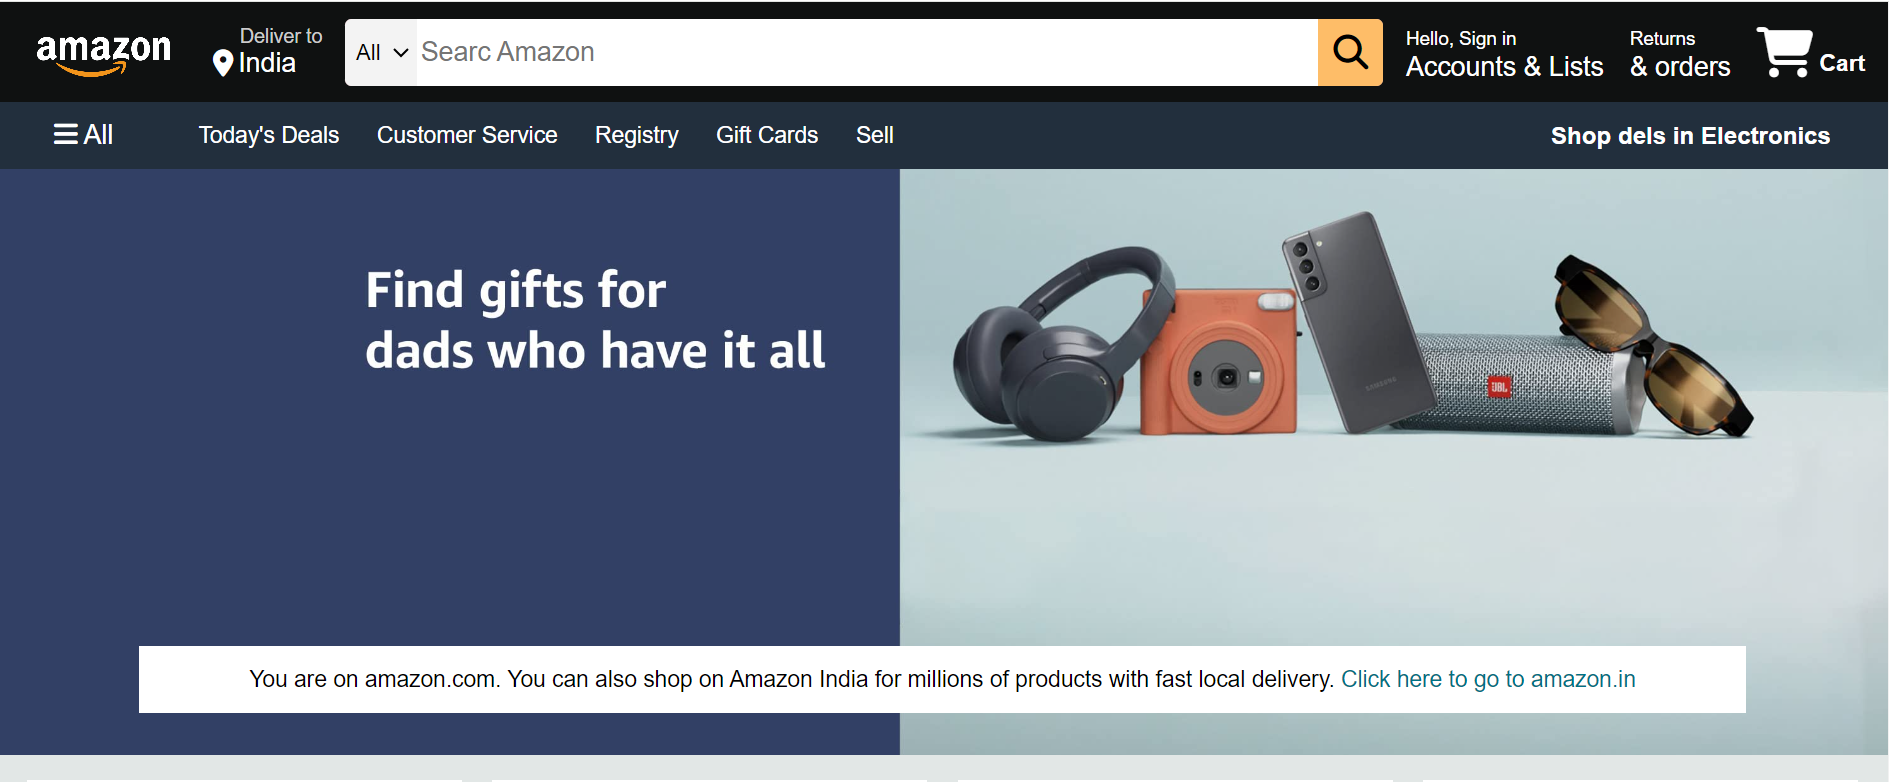 amazon
Deliver to
India
All
Searc Amazon
Hello, Sign in
Accounts & Lists
Returns
& orders
Cart
All
Today's Deals
Customer Service
Registry
Gift Cards
Sell
Shop dels in Electronics
Find gifts for
dads who have it all
SAMSUNG
JBL
You are on amazon.com. You can also shop on Amazon India for millions of products with fast local delivery. Click here to go to amazon.in